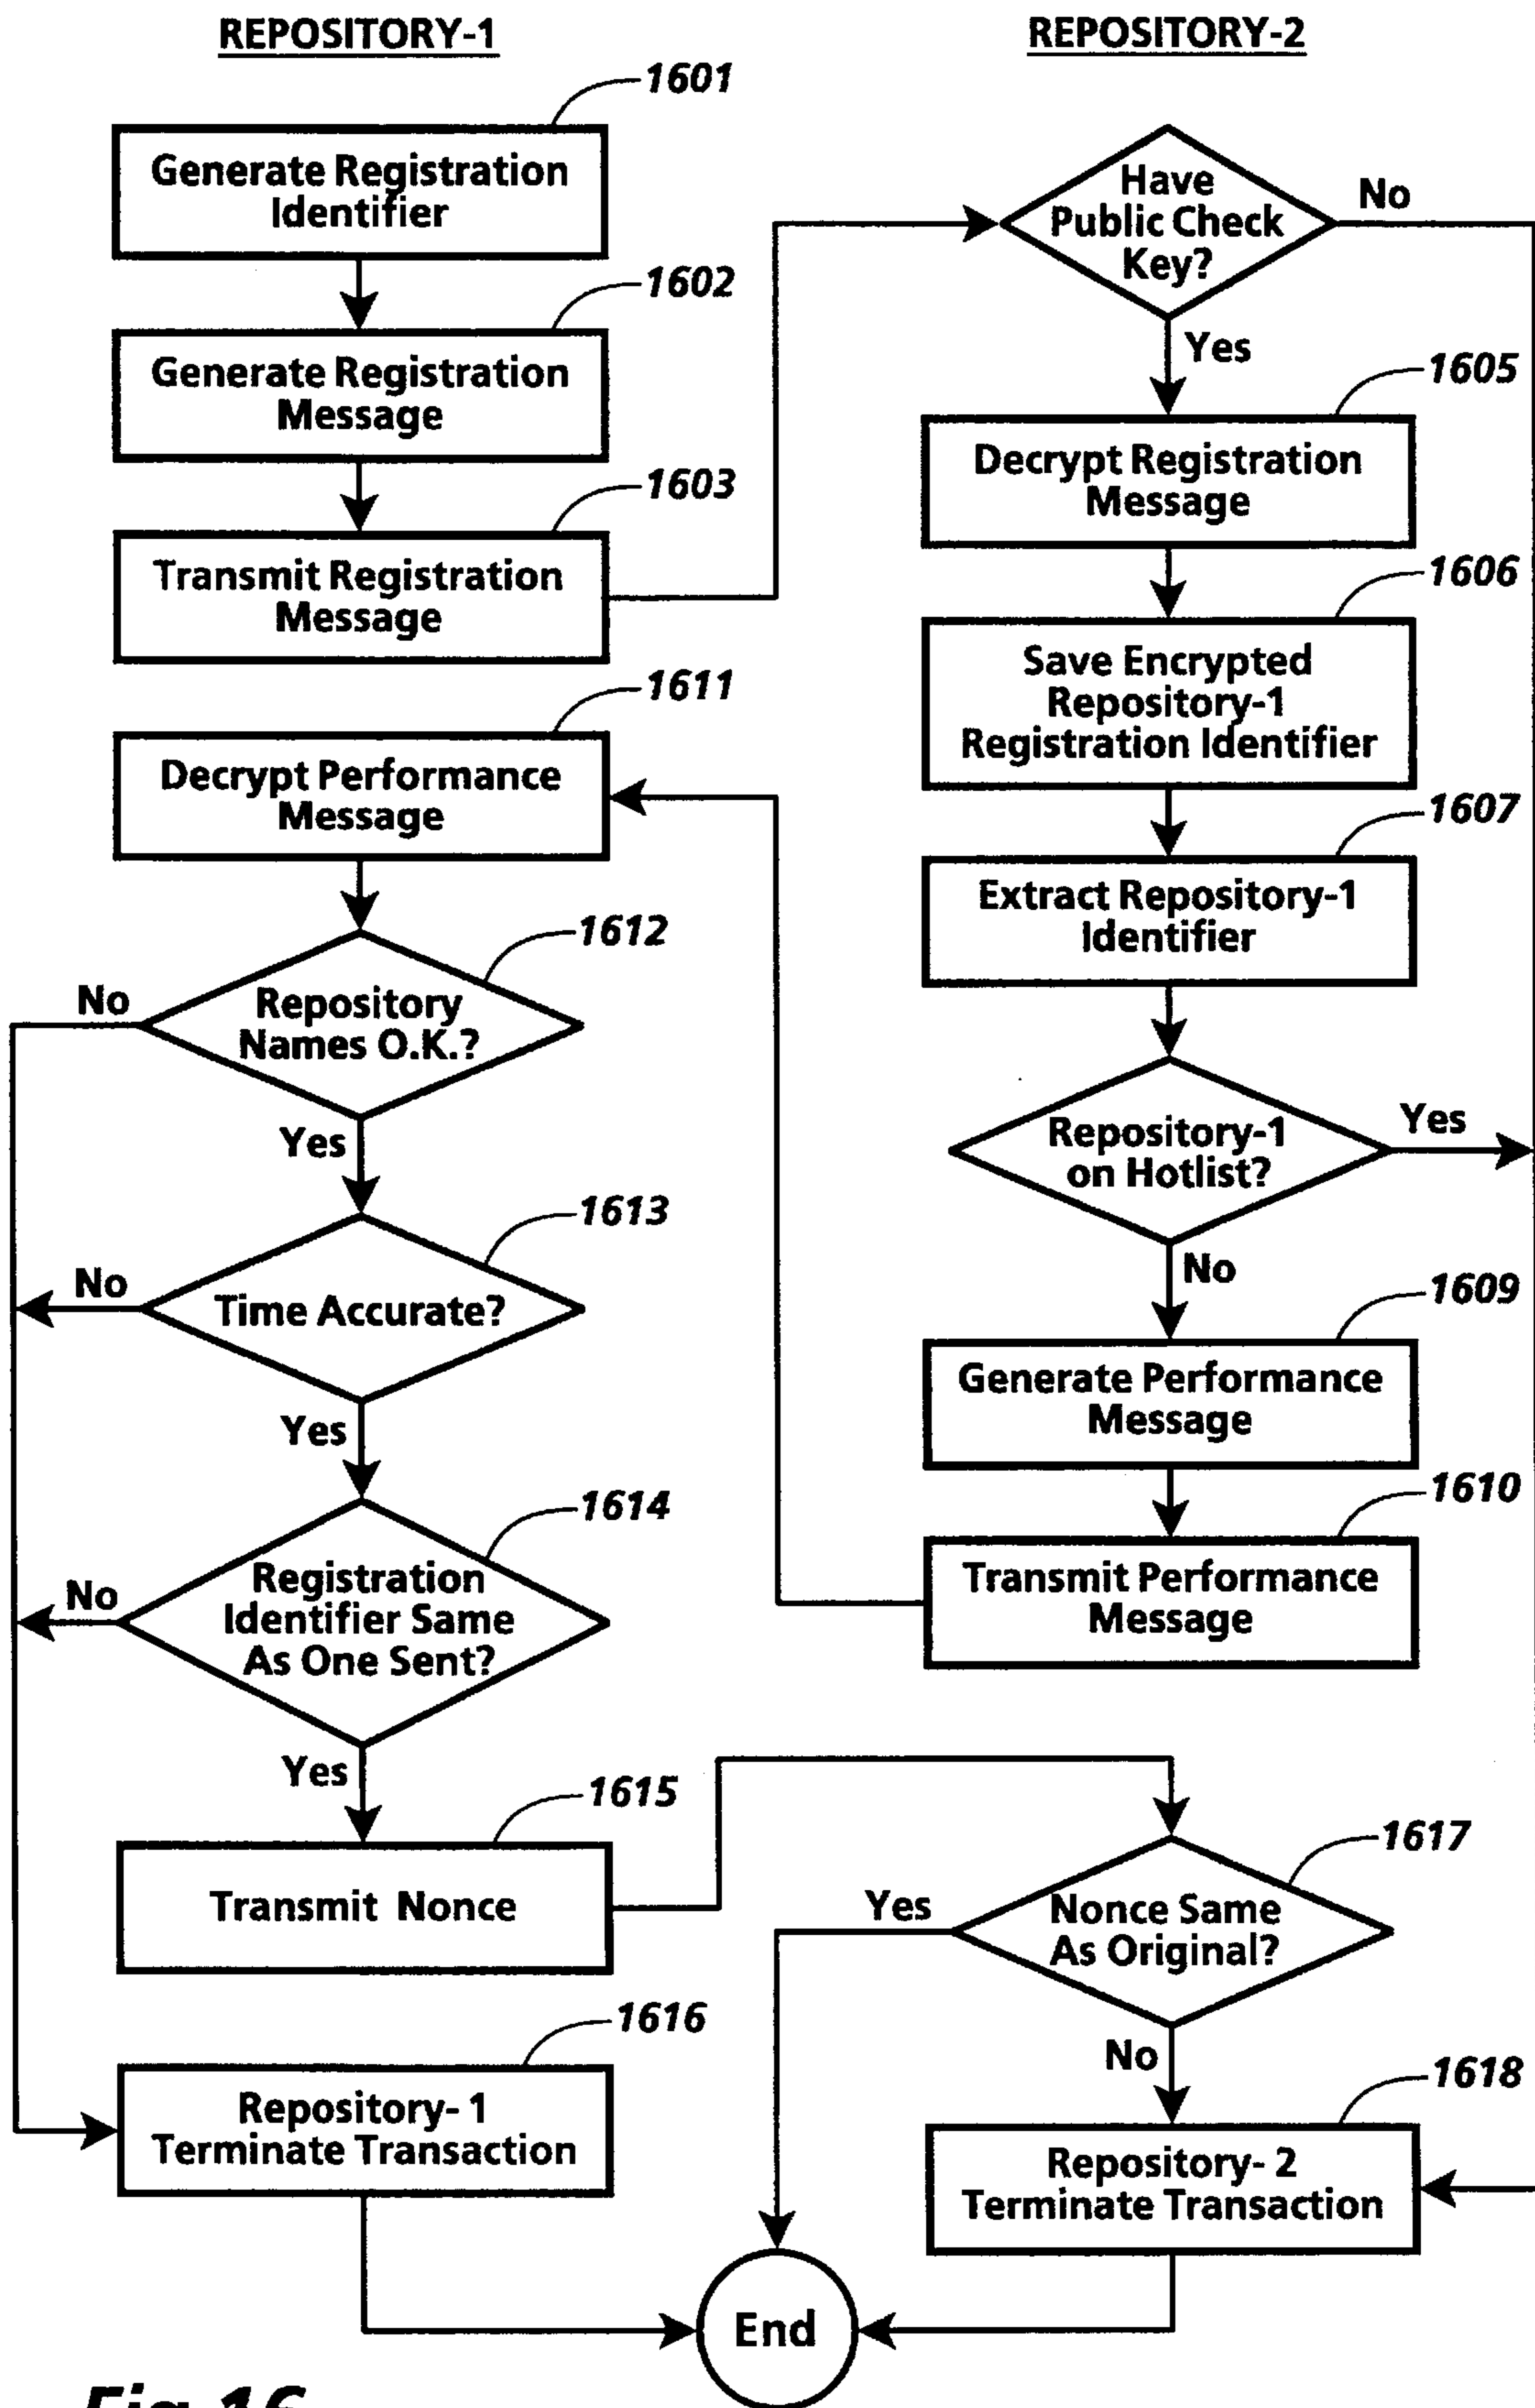 REPOSITORY-1
1601
Generate Registration
Identifier
1602
Generate Registration
Message
1603
Transmit Registration
Message
1611
Decrypt Performance
Message
1612
No
Repository
Names O.K.?
Yes
1613
No
Time Accurate?
Yes
1614
No
Registration
Identifier Same
As One Sent?
Yes
1615
Transmit Nonce
1616
Repository- 1
Terminate Transaction
REPOSITORY-2
Have
Public Check
Key?
No
Yes
1605
Decrypt Registration
Message
1606
Save Encrypted
Repository-1
Registration Identifier
1607
Extract Repository-1
Identifier
Repository-1
on Hotlist?
Yes
No
1609
Generate Performance
Message
1610
Transmit Performance
Message
1617
Yes
Nonce Same
As Original?
No
1618
Repository- 2
Terminate Transaction
End
Fig 16